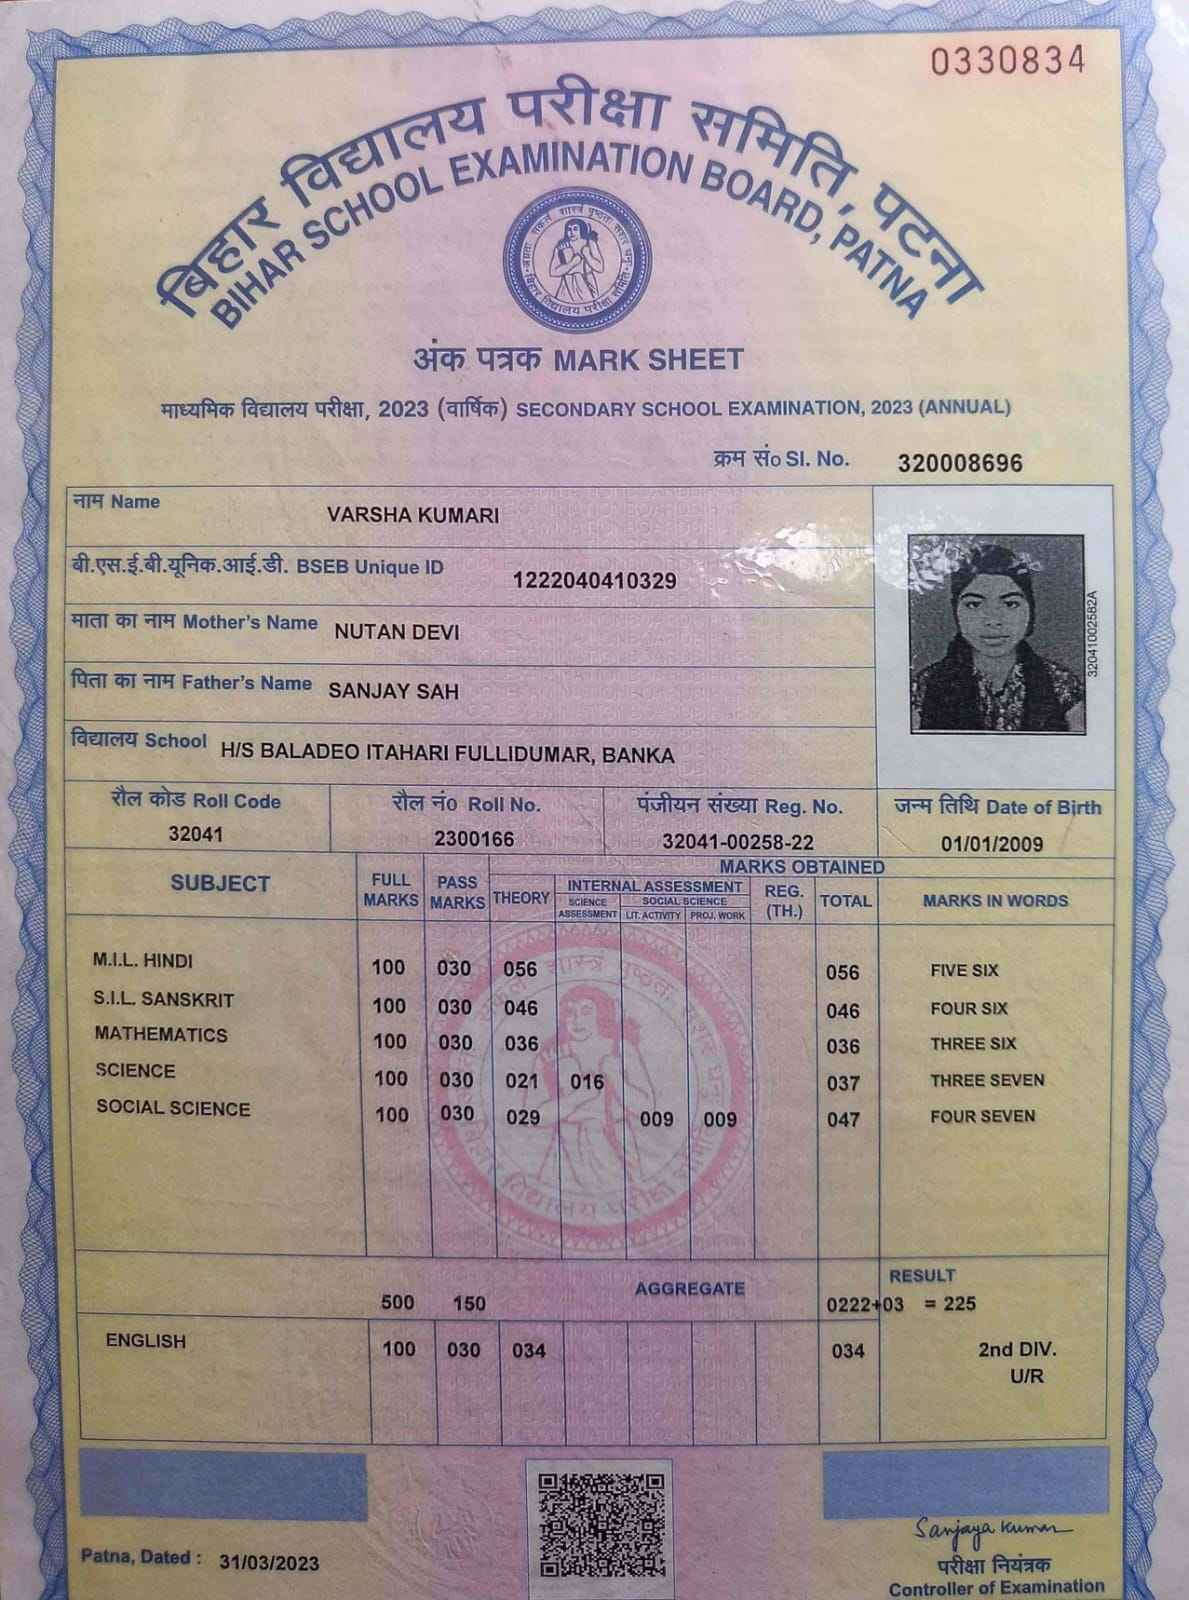 0330834
बिहार विद्यालय परीक्षा समिति, पटना
BIHAR SCHOOL EXAMINATION BOARD, PATNA
अंक पत्रक MARK SHEET
माध्यमिक विद्यालय परीक्षा, 2023 (वार्षिक) SECONDARY SCHOOL EXAMINATION, 2023 (ANNUAL)
क्रम सं० Sl. No. 320008696
नाम Name VARSHA KUMARI
बी.एस.ई.बी.यूनिक.आई.डी. BSEB Unique ID 1222040410329
माता का नाम Mother's Name NUTAN DEVI
पिता का नाम Father's Name SANJAY SAH
विद्यालय School H/S BALADEO ITAHARI FULLIDUMAR, BANKA
32041002582A
रौल कोड Roll Code रौल नं० Roll No. पंजीयन संख्या Reg. No. जन्म तिथि Date of Birth
32041 2300166 32041-00258-22 01/01/2009
SUBJECT FULL MARKS PASS MARKS MARKS OBTAINED
THEORY INTERNAL ASSESSMENT REG. (TH.) TOTAL MARKS IN WORDS
SCIENCE ASSESSMENT SOCIAL SCIENCE
LIT. ACTIVITY PROJ. WORK
M.I.L. HINDI 100 030 056 056 FIVE SIX
S.I.L. SANSKRIT 100 030 046 046 FOUR SIX
MATHEMATICS 100 030 036 036 THREE SIX
SCIENCE 100 030 021 016 037 THREE SEVEN
SOCIAL SCIENCE 100 030 029 009 009 047 FOUR SEVEN
AGGREGATE RESULT
500 150 0222+03 = 225
ENGLISH 100 030 034 034 2nd DIV.
U/R
Sanjaya Kumar
Patna, Dated : 31/03/2023
परीक्षा नियंत्रक
Controller of Examination